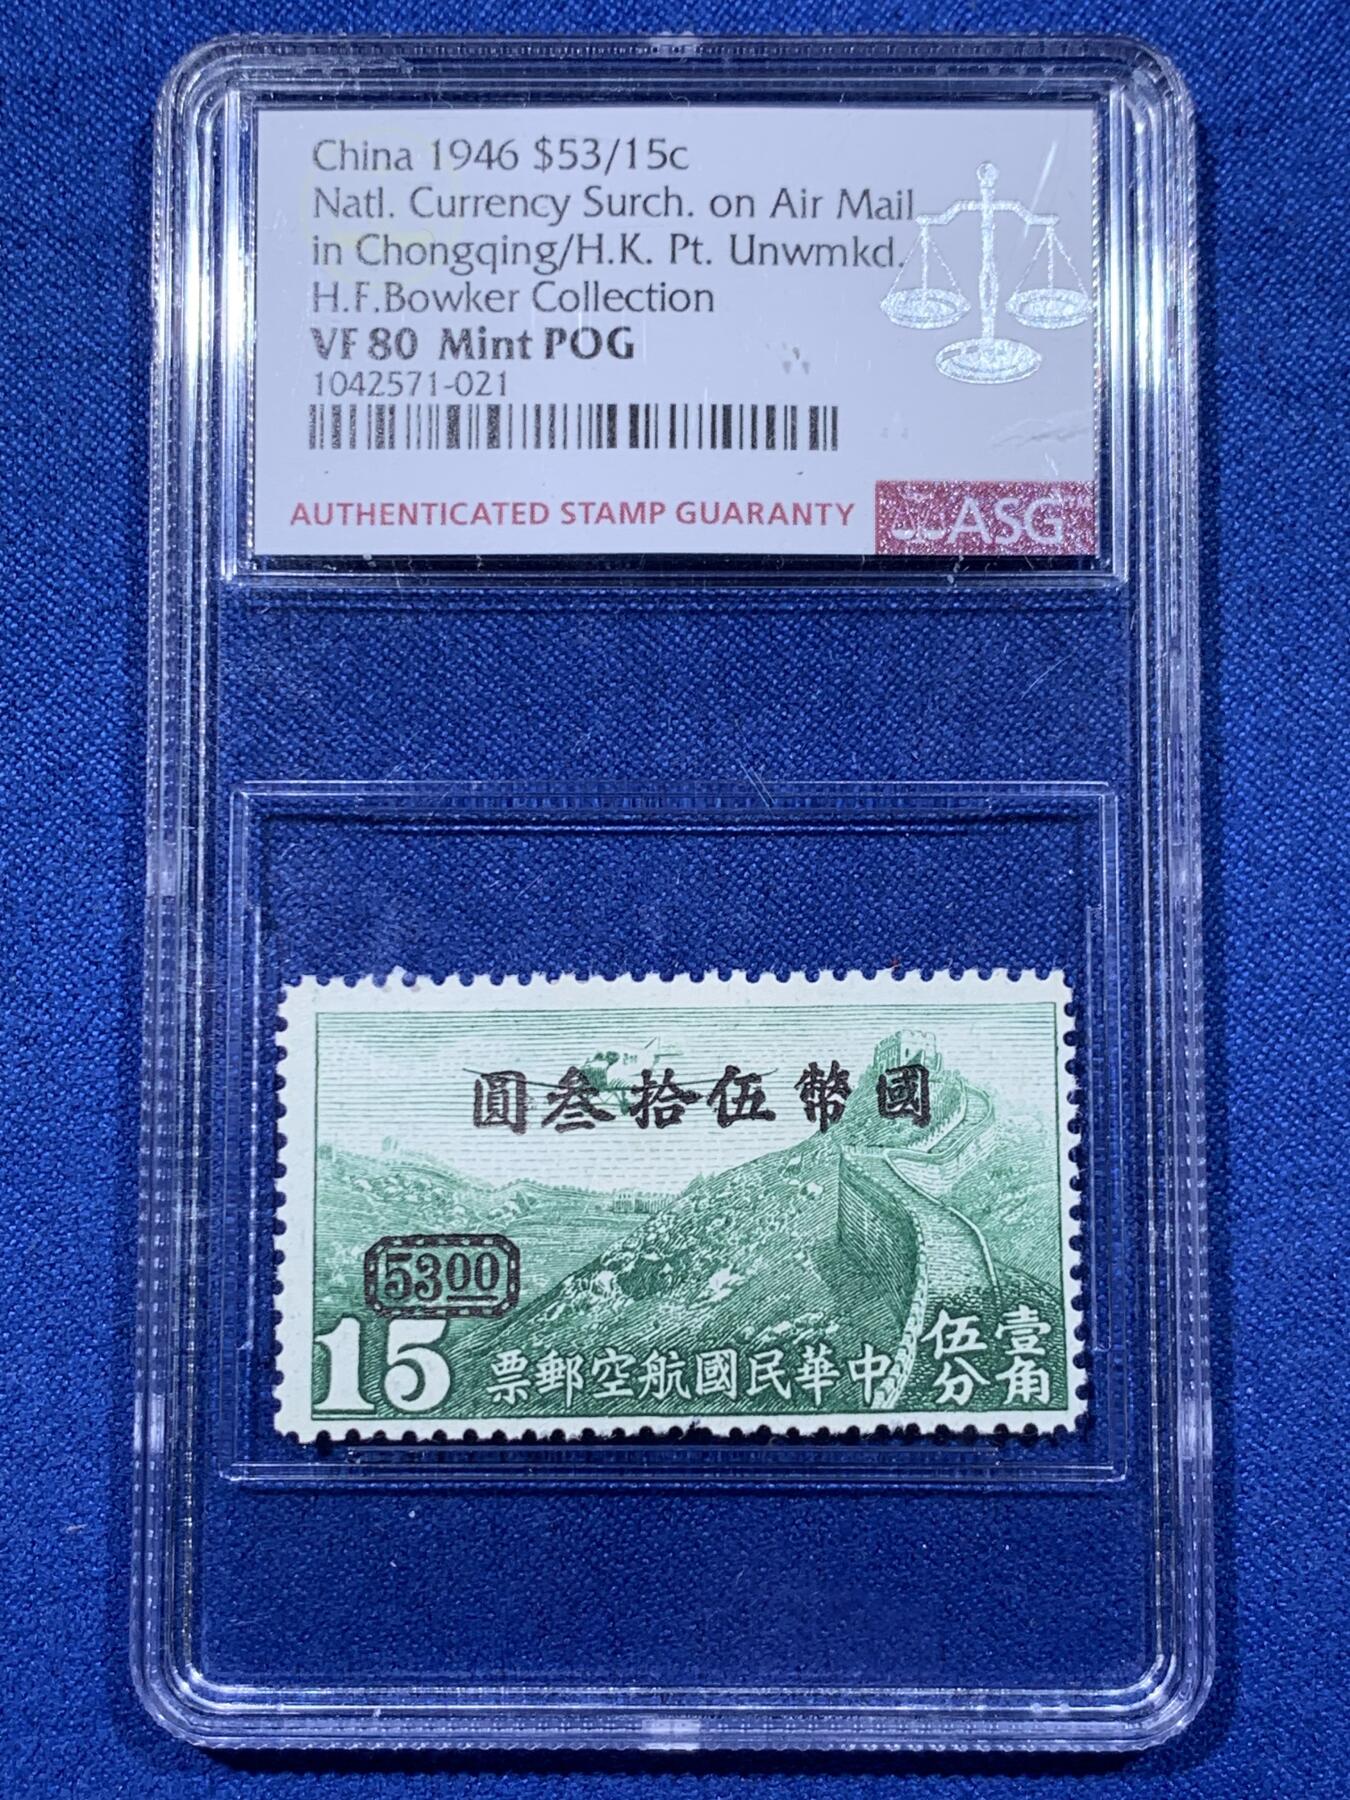 China 1946 $53/15c
Natl. Currency Surch. on Air Mail
in Chongqing/H.K. Pt. Unwmkd.
H.F.Bowker Collection
VF 80 Mint POG
1042571-021
AUTHENTICATED STAMP GUARANTY
ASG
國幣伍拾叁圓
53.00
15
中華民國航空郵票
壹角
伍分